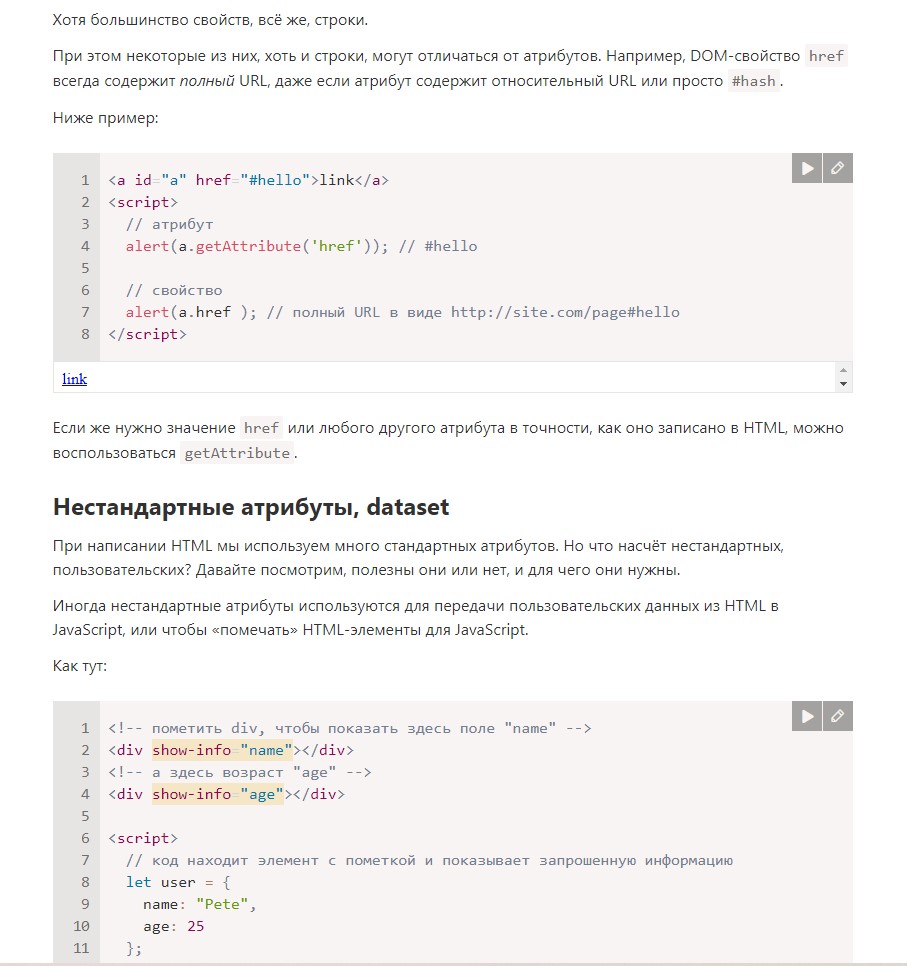 Хотя большинство свойств, всё же, строки.
При этом некоторые из них, хоть и строки, могут отличаться от атрибутов. Например, DOM-свойство href
всегда содержит полный URL, даже если атрибут содержит относительный URL или просто #hash.
Ниже пример:
1 <a id="a" href="#hello">link</a>
2 <script>
3   // атрибут
4   alert(a.getAttribute('href')); // #hello
5
6   // свойство
7   alert(a.href ); // полный URL в виде http://site.com/page#hello
8 </script>
link
Если же нужно значение href или любого другого атрибута в точности, как оно записано в HTML, можно
воспользоваться getAttribute.
Нестандартные атрибуты, dataset
При написании HTML мы используем много стандартных атрибутов. Но что насчёт нестандартных,
пользовательских? Давайте посмотрим, полезны они или нет, и для чего они нужны.
Иногда нестандартные атрибуты используются для передачи пользовательских данных из HTML в
JavaScript, или чтобы «помечать» HTML-элементы для JavaScript.
Как тут:
1 <!-- пометить div, чтобы показать здесь поле "name" -->
2 <div show-info="name"></div>
3 <!-- а здесь возраст "age" -->
4 <div show-info="age"></div>
5
6 <script>
7   // код находит элемент с пометкой и показывает запрошенную информацию
8   let user = {
9     name: "Pete",
10     age: 25
11   };